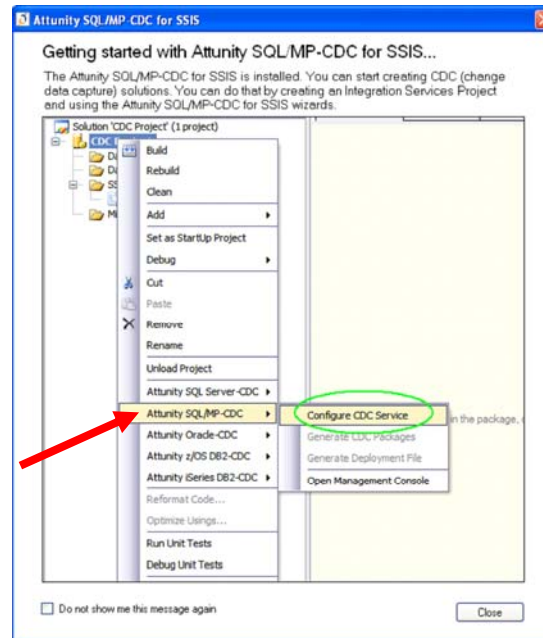 Attunity SQL/MP-CDC for SSIS
Getting started with Attunity SQL/MP-CDC for SSIS...
The Attunity SQL/MP-CDC for SSIS is installed. You can start creating CDC (change
data capture) solutions. You can do that by creating an Integration Services Project
and using the Attunity SQL/MP-CDC for SSIS wizards.
Solution 'CDC Project' (1 project)
CDC
Build
Rebuild
Clean
Add
Set as StartUp Project
Debug
Cut
Paste
Remove
Rename
Unload Project
Attunity SQL Server-CDC
Attunity SQL/MP-CDC
Configure CDC Service
in the package,
Attunity Oracle-CDC
Generate CDC Packages
Attunity z/OS DB2-CDC
Generate Deployment File
Attunity iSeries DB2-CDC
Open Management Console
Reformat Code...
Optimize Usings...
Run Unit Tests
Debug Unit Tests
Do not show me this message again
Close